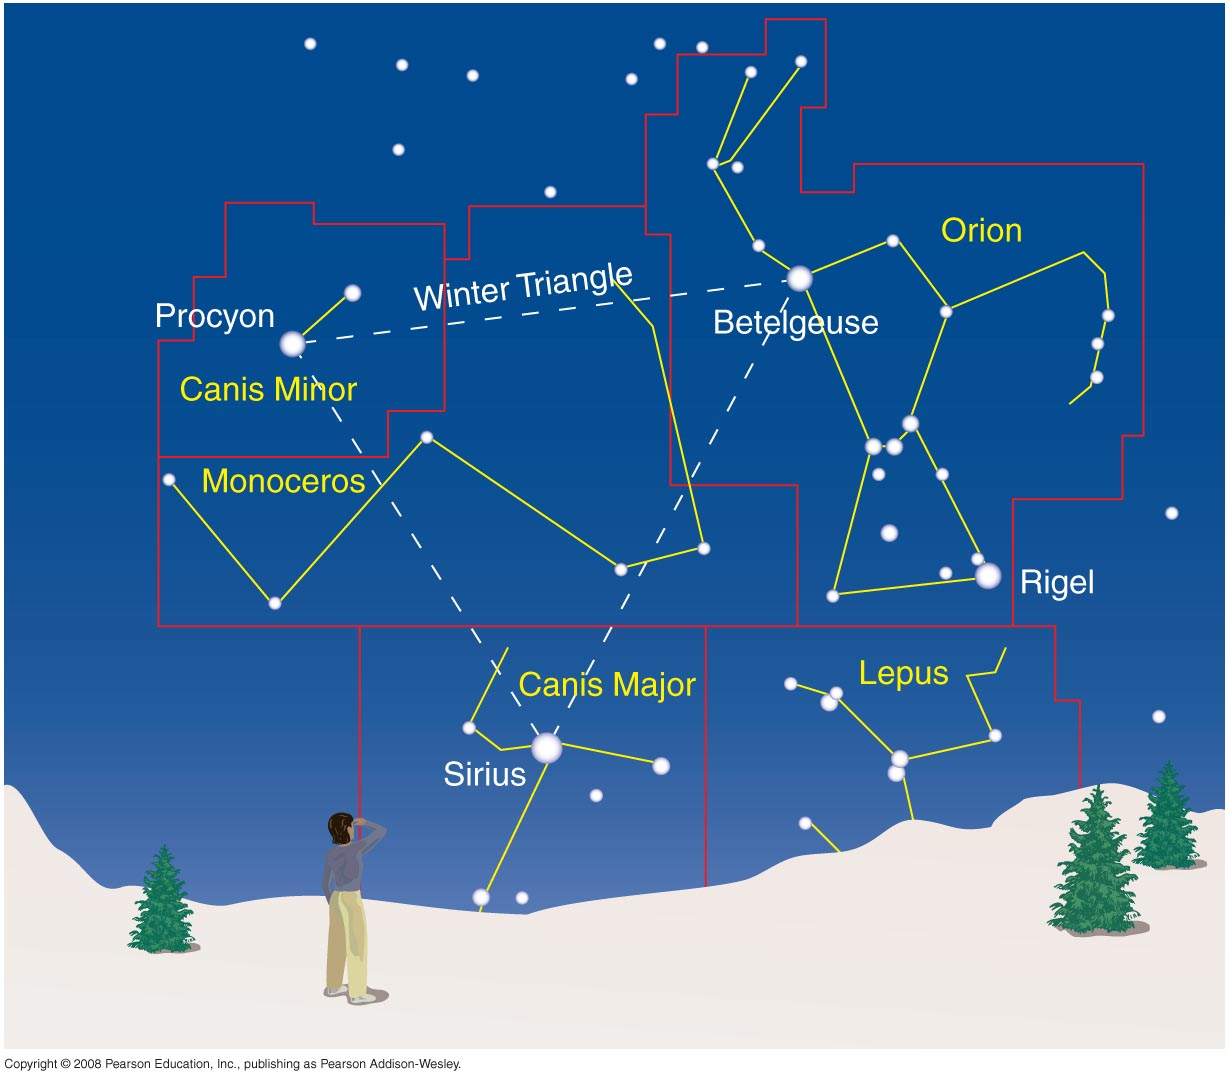 Orion
Winter Triangle
Procyon
Betelgeuse
Canis Minor
Monoceros
Rigel
Canis Major
Lepus
Sirius
Copyright © 2008 Pearson Education, Inc., publishing as Pearson Addison-Wesley.